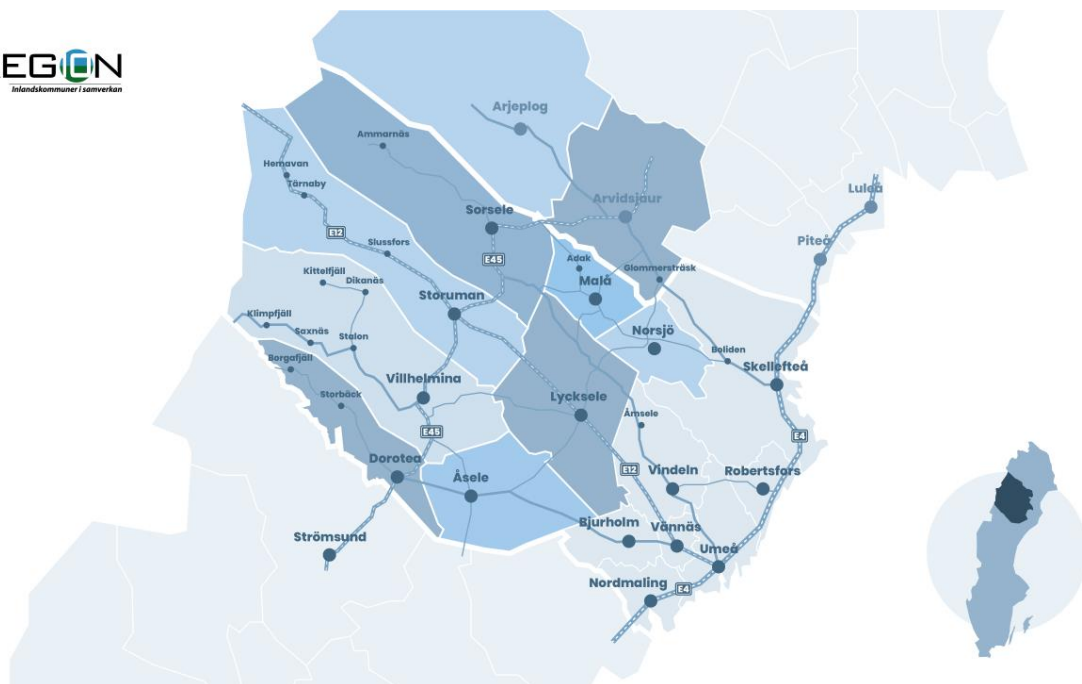 EGON
Inlandskommuner i samverkan
Arjeplog
Ammarnäs
Hemavan
Tärnaby
Arvidsjaur
Luleå
Sorsele
E12
Slussfors
Piteå
E45
Adak
Kittelfjäll
Dikanäs
Glommersträsk
Malå
Storuman
Klimpfjäll
Saxnäs
Stalon
Norsjö
Boliden
Borgafjäll
Skellefteå
Vilhelmina
Storbäck
Lycksele
Åmsele
E45
E4
Dorotea
Åsele
E12
Vindeln
Robertsfors
Strömsund
Bjurholm
Vännäs
Umeå
Nordmaling
E4